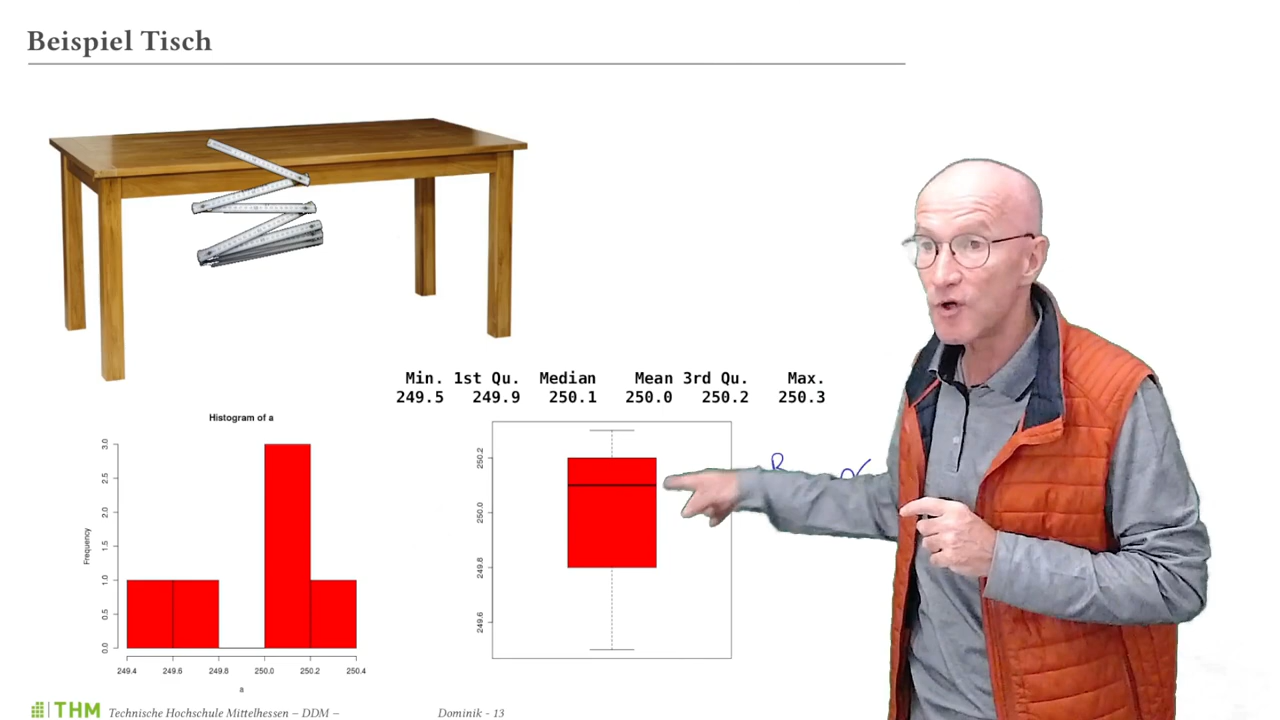 Beispiel Tisch
Min. 1st Qu. Median Mean 3rd Qu. Max.
249.5 249.9 250.1 250.0 250.2 250.3
Histogram of a
Frequency
0.0 0.5 1.0 1.5 2.0 2.5 3.0
249.4 249.6 249.8 250.0 250.2 250.4
a
249.6 249.8 250.0 250.2
THM Technische Hochschule Mittelhessen – DDM – Dominik - 13